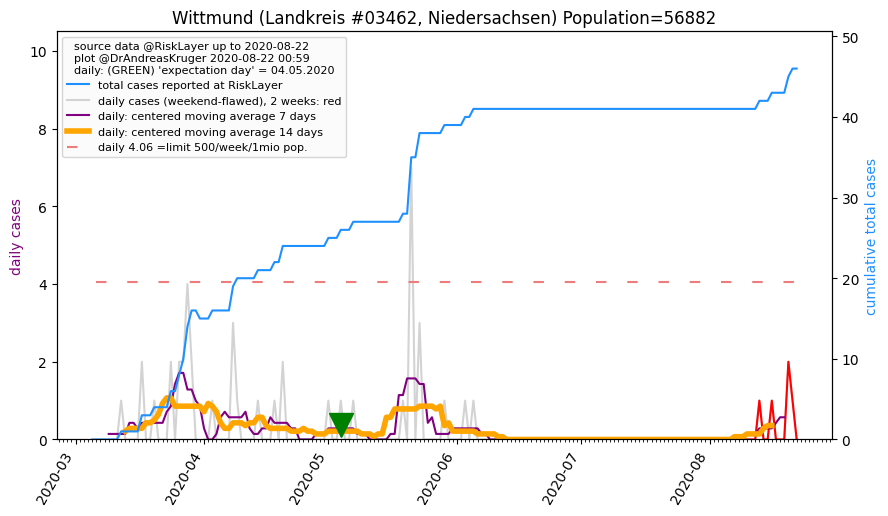 Wittmund (Landkreis #03462, Niedersachsen) Population=56882
source data @RiskLayer up to 2020-08-22
plot @DrAndreasKruger 2020-08-22 00:59
daily: (GREEN) 'expectation day' = 04.05.2020
total cases reported at RiskLayer
daily cases (weekend-flawed), 2 weeks: red
daily: centered moving average 7 days
daily: centered moving average 14 days
daily 4.06 =limit 500/week/1mio pop.
daily cases
10
8
6
4
2
0
cumulative total cases
50
40
30
20
10
0
2020-03
2020-04
2020-05
2020-06
2020-07
2020-08